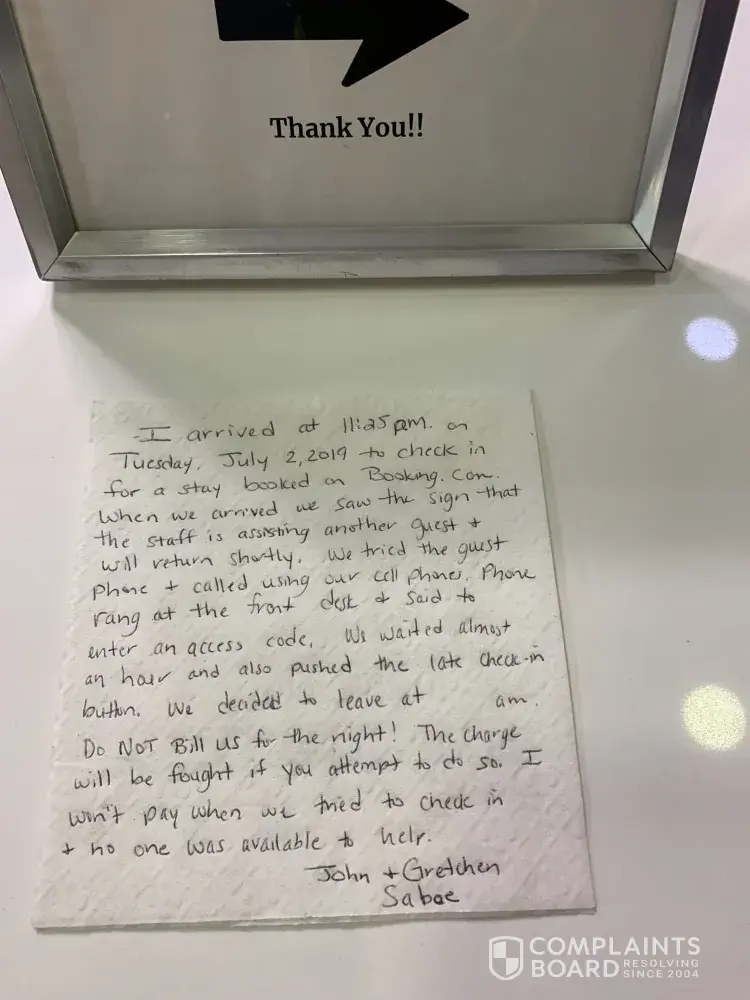 Thank You!!
I arrived at 11:25 pm. on
Tuesday, July 2, 2019 to check in
for a stay booked on Booking.com.
When we arrived we saw the sign that
the staff is assisting another guest +
will return shortly. We tried the guest
phone + called using our cell phones. Phone
rang at the front desk + said to
enter an access code. We waited almost
an hour and also pushed the late check-in
button. We decided to leave at am.
Do NOT Bill us for the night! The charge
will be fought if you attempt to do so. I
won't pay when we tried to check in
+ no one was available to help.
John + Gretchen
Saboe
COMPLAINTS
BOARD RESOLVING SINCE 2004